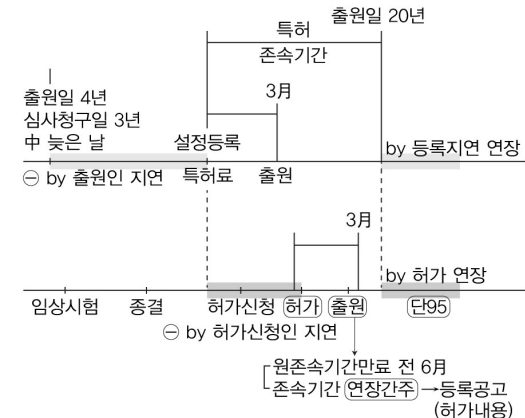 출원일 20년
특허
존속기간
3月
출원일 4년
심사청구일 3년
中 늦은 날
설정등록
by 등록지연 연장
㊀ by 출원인 지연
특허료
출원
3月
by 허가 연장
임상시험
종결
허가신청
허가
출원
단95
㊀ by 허가신청인 지연
원존속기간만료 전 6月
존속기간 연장간주 → 등록공고
(허가내용)